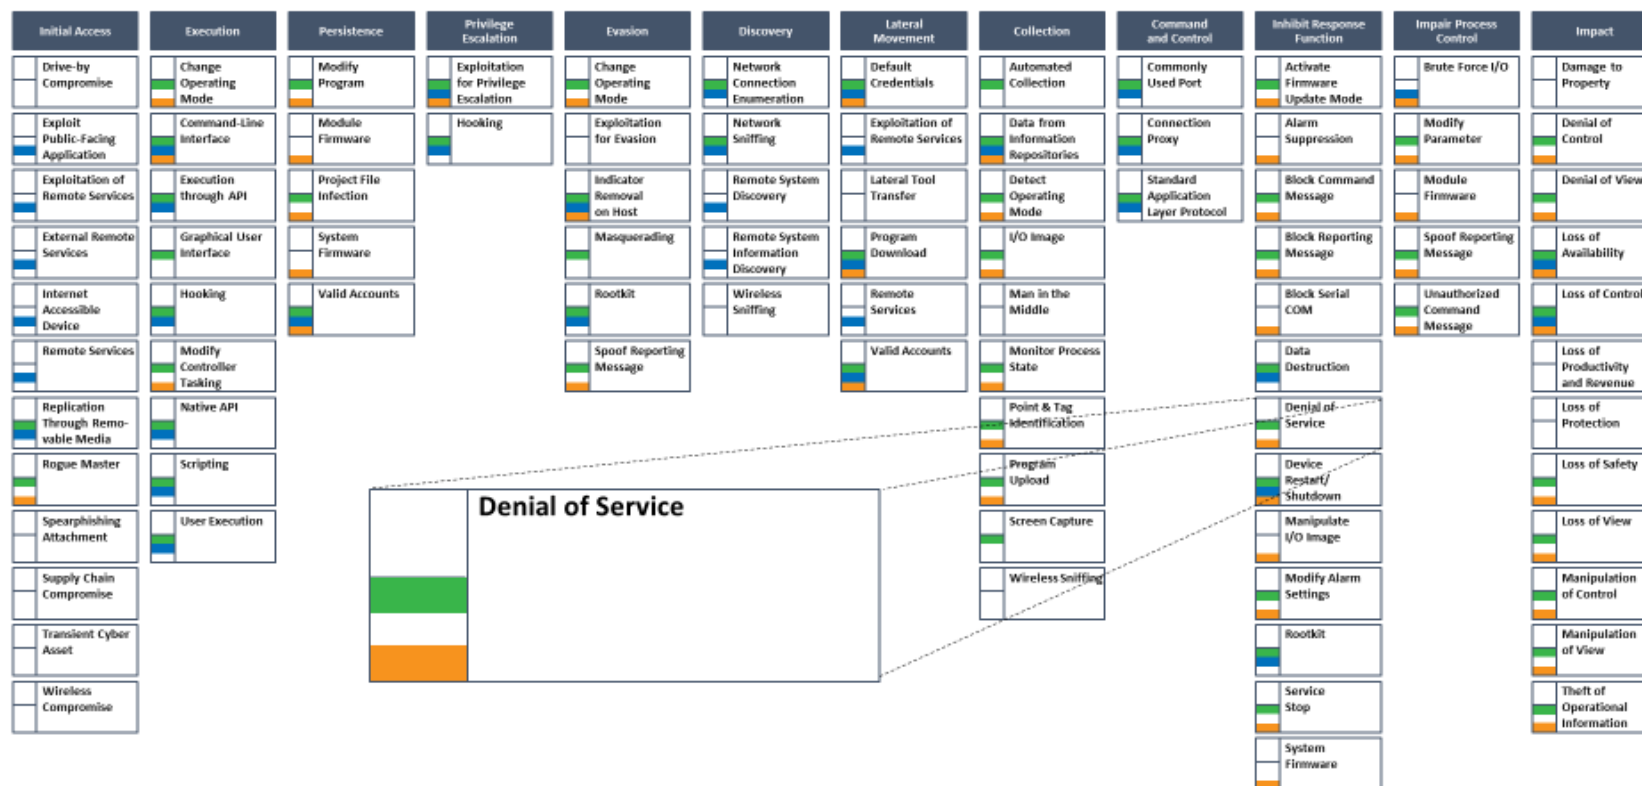 Initial Access
Drive-by
Compromise
Exploit
Public-Facing
Application
Exploitation of
Remote Services
External Remote
Services
Internet
Accessible
Device
Remote Services
Replication
Through Remo-
vable Media
Rogue Master
Spearphishing
Attachment
Supply Chain
Compromise
Transient Cyber
Asset
Wireless
Compromise
Execution
Change
Operating
Mode
Command-Line
Interface
Execution
through API
Graphical User
Interface
Hooking
Modify
Controller
Tasking
Native API
Scripting
User Execution
Persistence
Modify
Program
Module
Firmware
Project File
Infection
System
Firmware
Valid Accounts
Privilege
Escalation
Exploitation
for Privilege
Escalation
Hooking
Evasion
Change
Operating
Mode
Exploitation
for Evasion
Indicator
Removal
on Host
Masquerading
Rootkit
Spoof Reporting
Message
Discovery
Network
Connection
Enumeration
Network
Sniffing
Remote System
Discovery
Remote System
Information
Discovery
Wireless
Sniffing
Lateral
Movement
Default
Credentials
Exploitation of
Remote Services
Lateral Tool
Transfer
Program
Download
Remote
Services
Valid Accounts
Collection
Automated
Collection
Data from
Information
Repositories
Detect
Operating
Mode
I/O Image
Man in the
Middle
Monitor Process
State
Point & Tag
Identification
Program
Upload
Screen Capture
Wireless Sniffing
Command
and Control
Commonly
Used Port
Connection
Proxy
Standard
Application
Layer Protocol
Inhibit Response
Function
Activate
Firmware
Update Mode
Alarm
Suppression
Block Command
Message
Block Reporting
Message
Block Serial
COM
Data
Destruction
Denial of
Service
Device
Restart/
Shutdown
Manipulate
I/O Image
Modify Alarm
Settings
Rootkit
Service
Stop
System
Firmware
Impair Process
Control
Brute Force I/O
Modify
Parameter
Module
Firmware
Spoof Reporting
Message
Unauthorized
Command
Message
Impact
Damage to
Property
Denial of
Control
Denial of View
Loss of
Availability
Loss of Control
Loss of
Productivity
and Revenue
Loss of
Protection
Loss of Safety
Loss of View
Manipulation
of Control
Manipulation
of View
Theft of
Operational
Information
Denial of Service